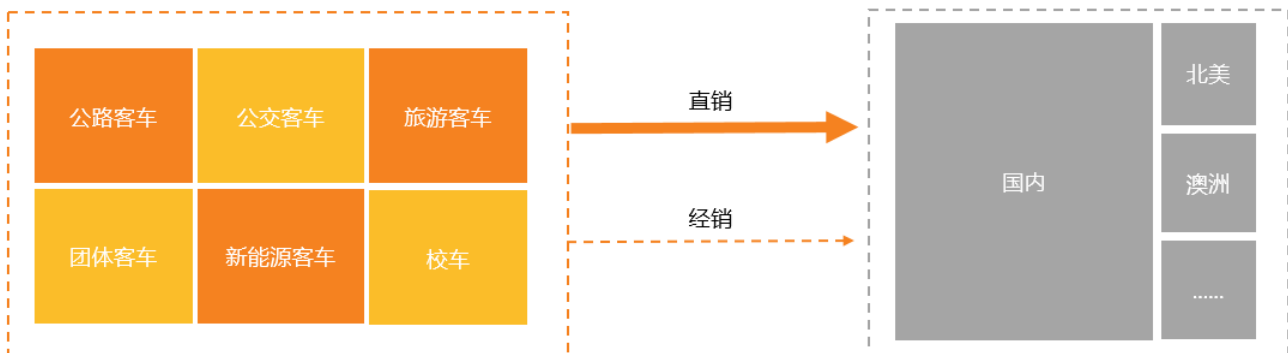 公路客车
公交客车
旅游客车
团体客车
新能源客车
校车
直销
经销
国内
北美
澳洲
......